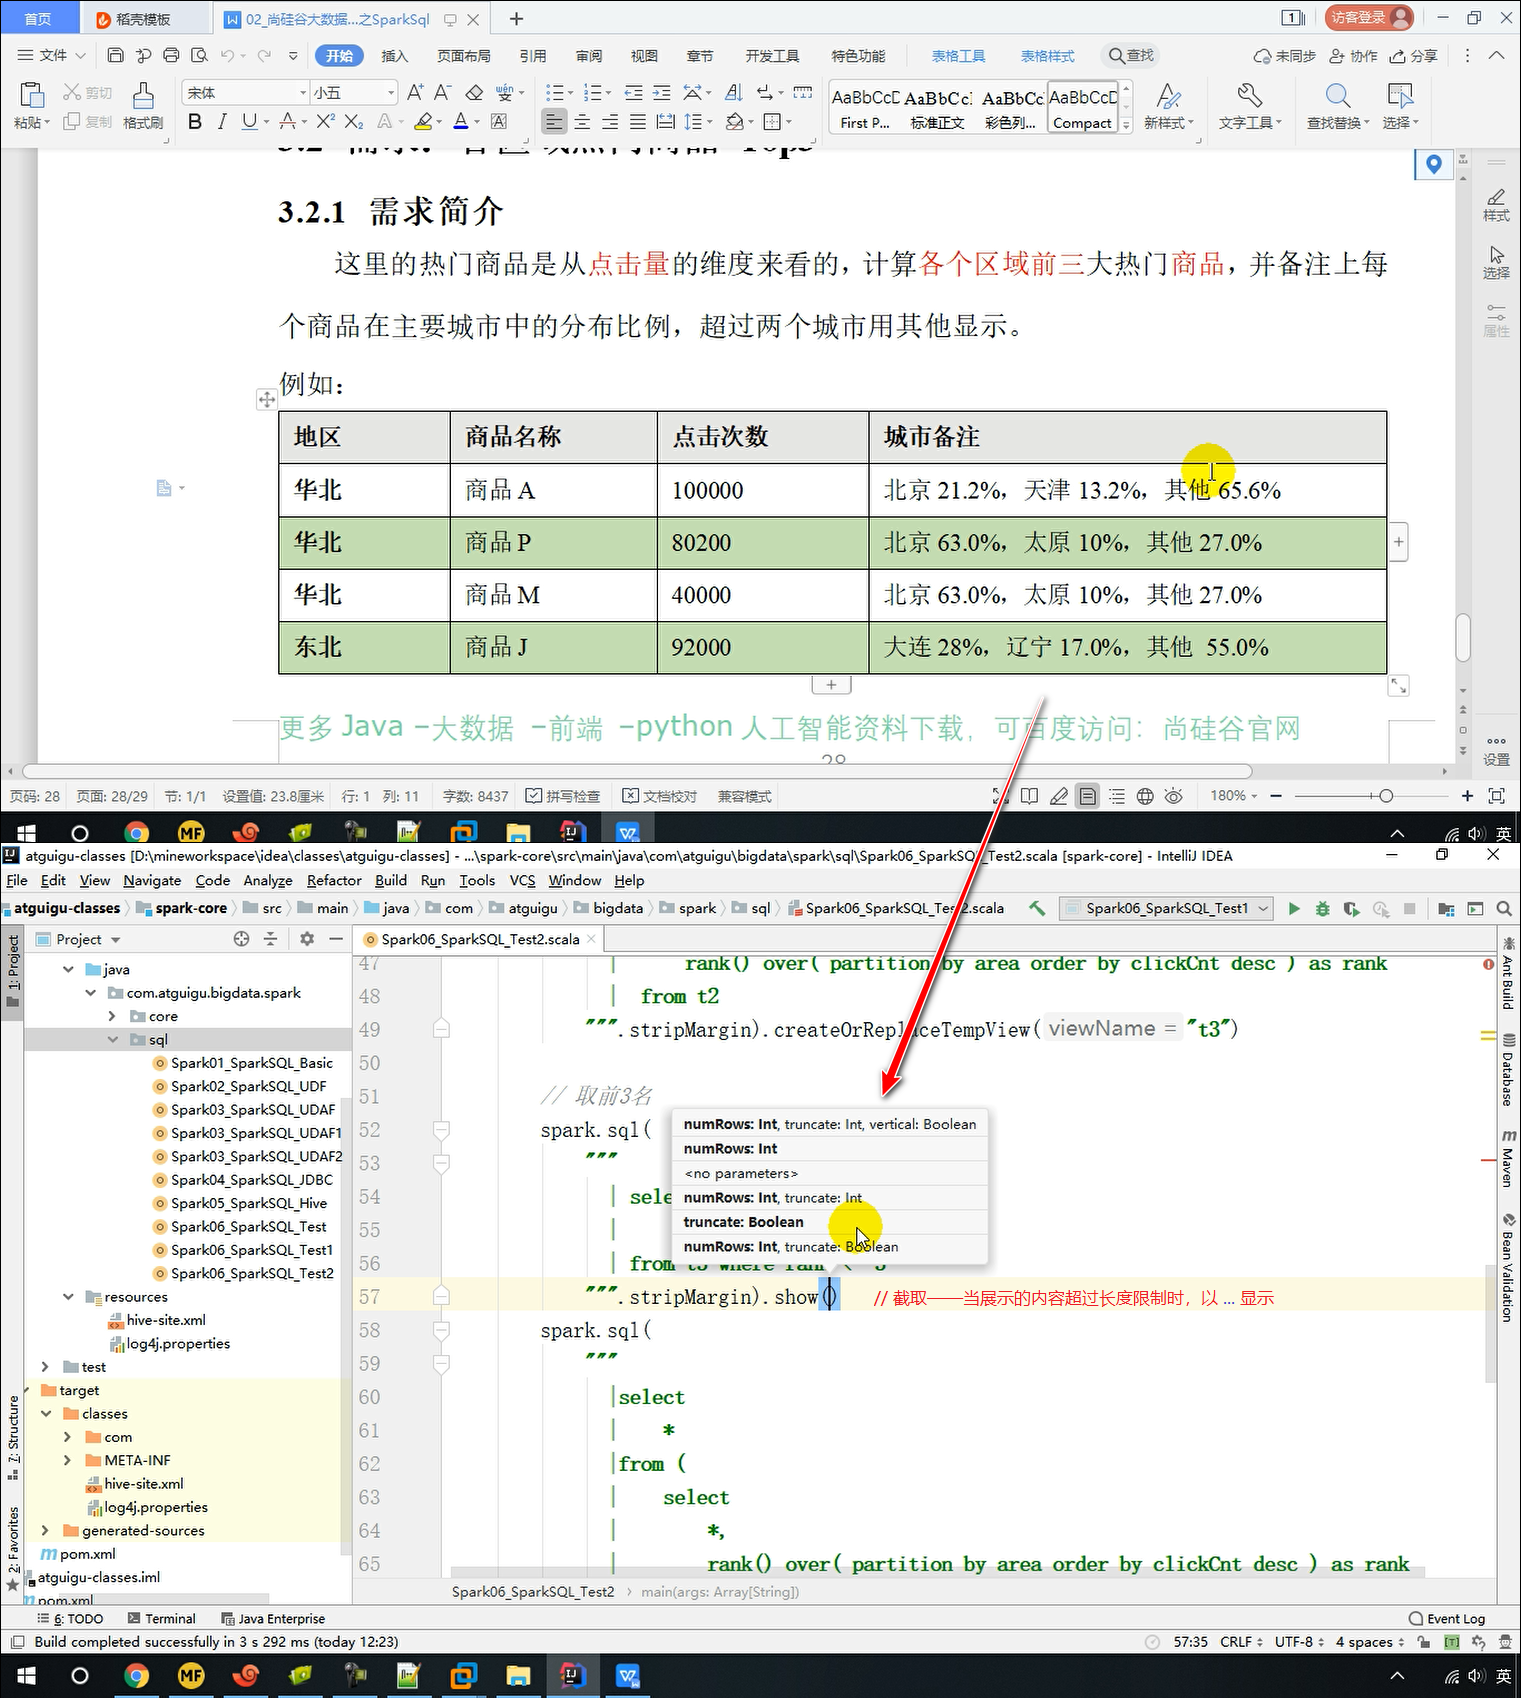 首页 稻壳模板 02_尚硅谷大数据...之SparkSql 访客登录
文件 开始 插入 页面布局 引用 审阅 视图 章节 开发工具 特色功能 表格工具 表格样式 查找 未同步 协作 分享
粘贴 剪切 复制 格式刷 宋体 小五 AaBbCcD First P... AaBbCcI 标准正文 AaBbCc 彩色列... AaBbCcD Compact 新样式 文字工具 查找替换 选择
3.2.1 需求简介
这里的热门商品是从点击量的维度来看的，计算各个区域前三大热门商品，并备注上每
个商品在主要城市中的分布比例，超过两个城市用其他显示。
例如：
地区 商品名称 点击次数 城市备注
华北 商品 A 100000 北京 21.2%，天津 13.2%，其他 65.6%
华北 商品 P 80200 北京 63.0%，太原 10%，其他 27.0%
华北 商品 M 40000 北京 63.0%，太原 10%，其他 27.0%
东北 商品 J 92000 大连 28%，辽宁 17.0%，其他 55.0%
更多 Java –大数据 –前端 –python 人工智能资料下载，可百度访问：尚硅谷官网
样式
选择
属性
设置
页码: 28 页面: 28/29 节: 1/1 设置值: 23.8厘米 行: 1 列: 11 字数: 8437 拼写检查 文档校对 兼容模式 180%
英
atguigu-classes [D:\mineworkspace\idea\classes\atguigu-classes] - ...\spark-core\src\main\java\com\atguigu\bigdata\spark\sql\Spark06_SparkSQL_Test2.scala [spark-core] - IntelliJ IDEA
File Edit View Navigate Code Analyze Refactor Build Run Tools VCS Window Help
atguigu-classes spark-core src main java com atguigu bigdata spark sql Spark06_SparkSQL_Test2.scala Spark06_SparkSQL_Test1
Project Spark06_SparkSQL_Test2.scala
1: Project
7: Structure
2: Favorites
java
com.atguigu.bigdata.spark
core
sql
Spark01_SparkSQL_Basic
Spark02_SparkSQL_UDF
Spark03_SparkSQL_UDAF
Spark03_SparkSQL_UDAF1
Spark03_SparkSQL_UDAF2
Spark04_SparkSQL_JDBC
Spark05_SparkSQL_Hive
Spark06_SparkSQL_Test
Spark06_SparkSQL_Test1
Spark06_SparkSQL_Test2
resources
hive-site.xml
log4j.properties
test
target
classes
com
META-INF
hive-site.xml
log4j.properties
generated-sources
pom.xml
atguigu-classes.iml
pom.xml
47 | rank() over( partition by area order by clickCnt desc ) as rank
48 | from t2
49 """.stripMargin).createOrReplaceTempView( viewName = "t3")
50
51 // 取前3名
52 spark.sql(
53 """
54 | sele
55 |
56 | from
57 """.stripMargin).show() // 截取——当展示的内容超过长度限制时，以 ... 显示
58 spark.sql(
59 """
60 |select
61 | *
62 |from (
63 | select
64 | *,
65 | rank() over( partition by area order by clickCnt desc ) as rank
numRows: Int, truncate: Int, vertical: Boolean
numRows: Int
<no parameters>
numRows: Int, truncate: Int
truncate: Boolean
numRows: Int, truncate: Boolean
Ant Build
Database
Maven
Bean Validation
Spark06_SparkSQL_Test2 main(args: Array[String])
6: TODO Terminal Java Enterprise Event Log
Build completed successfully in 3 s 292 ms (today 12:23) 57:35 CRLF UTF-8 4 spaces
英